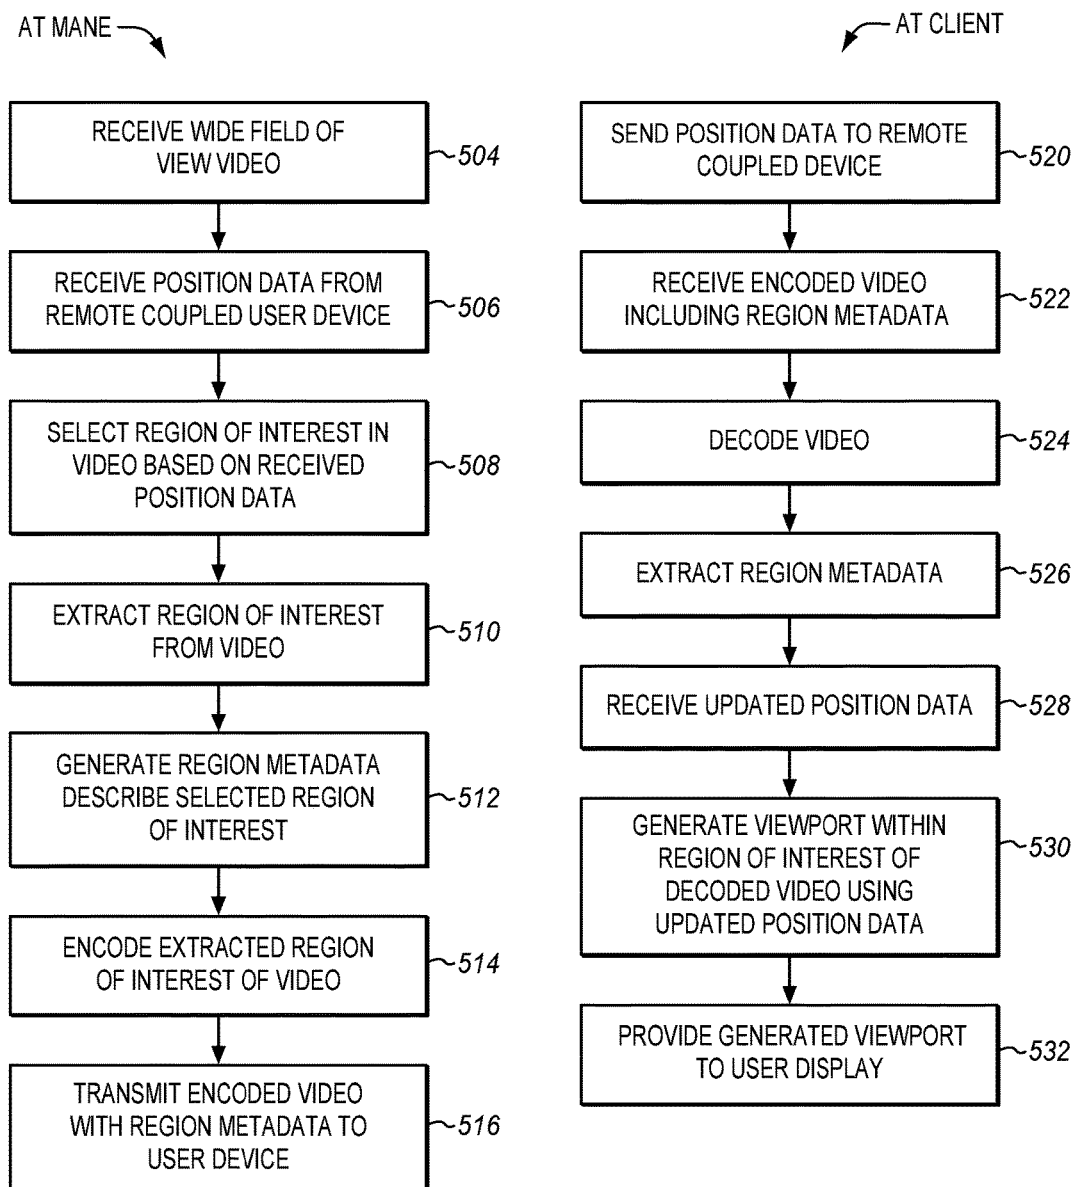 AT MANE
RECEIVE WIDE FIELD OF
VIEW VIDEO
504
RECEIVE POSITION DATA FROM
REMOTE COUPLED USER DEVICE
506
SELECT REGION OF INTEREST IN
VIDEO BASED ON RECEIVED
POSITION DATA
508
EXTRACT REGION OF INTEREST
FROM VIDEO
510
GENERATE REGION METADATA
DESCRIBE SELECTED REGION
OF INTEREST
512
ENCODE EXTRACTED REGION
OF INTEREST OF VIDEO
514
TRANSMIT ENCODED VIDEO
WITH REGION METADATA TO
USER DEVICE
516
AT CLIENT
SEND POSITION DATA TO REMOTE
COUPLED DEVICE
520
RECEIVE ENCODED VIDEO
INCLUDING REGION METADATA
522
DECODE VIDEO
524
EXTRACT REGION METADATA
526
RECEIVE UPDATED POSITION DATA
528
GENERATE VIEWPORT WITHIN
REGION OF INTEREST OF
DECODED VIDEO USING
UPDATED POSITION DATA
530
PROVIDE GENERATED VIEWPORT
TO USER DISPLAY
532